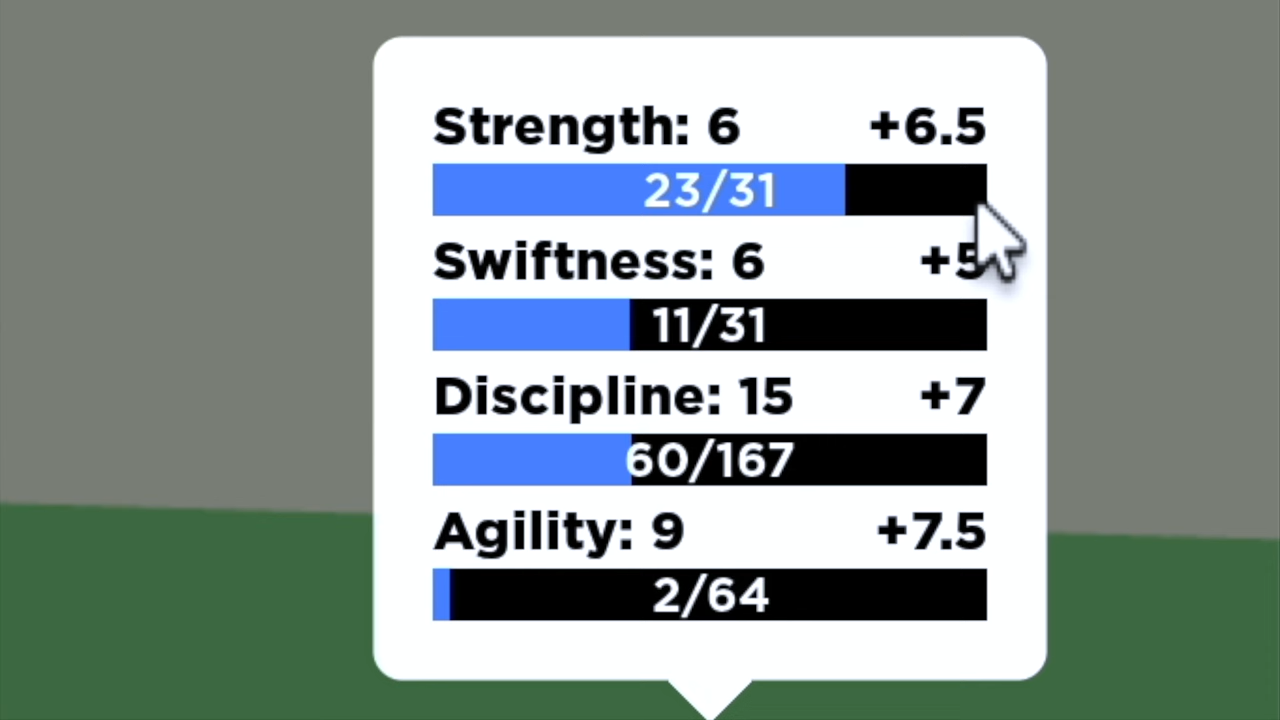 Strength: 6 +6.5
23/31
Swiftness: 6 +5
11/31
Discipline: 15 +7
60/167
Agility: 9 +7.5
2/64